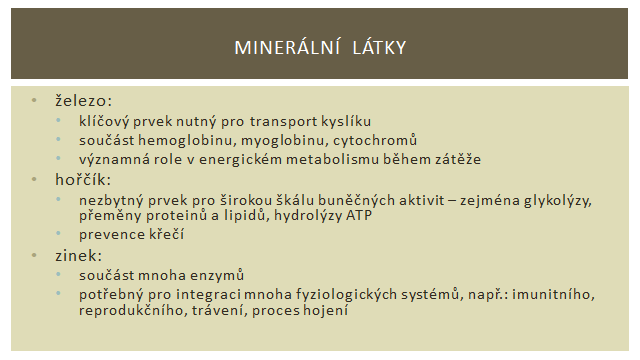 MINERÁLNÍ LÁTKY
• železo:
• klíčový prvek nutný pro transport kyslíku
• součást hemoglobinu, myoglobinu, cytochromů
• významná role v energickém metabolismu během zátěže
• hořčík:
• nezbytný prvek pro širokou škálu buněčných aktivit – zejména glykolýzy,
přeměny proteinů a lipidů, hydrolýzy ATP
• prevence křečí
• zinek:
• součást mnoha enzymů
• potřebný pro integraci mnoha fyziologických systémů, např.: imunitního,
reprodukčního, trávení, proces hojení